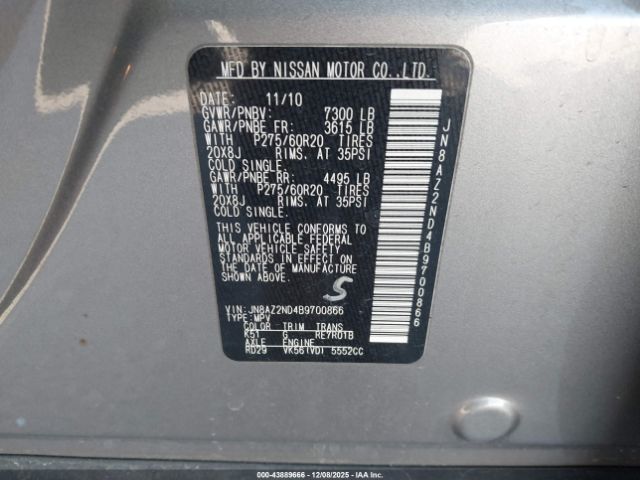 MFD BY NISSAN MOTOR CO.,LTD.
DATE: 11/10
GVWR/PNBV: 7300 LB
GAWR/PNBE FR: 3615 LB
WITH P275/60R20 TIRES
20X8J RIMS. AT 35PSI
COLD SINGLE.
GAWR/PNBE RR: 4495 LB
WITH P275/60R20 TIRES
20X8J RIMS. AT 35PSI
COLD SINGLE.
THIS VEHICLE CONFORMS TO
ALL APPLICABLE FEDERAL
MOTOR VEHICLE SAFETY
STANDARDS IN EFFECT ON
THE DATE OF MANUFACTURE
SHOWN ABOVE.
S
VIN: JN8AZ2ND4B9700866
TYPE: MPV
COLOR TRIM TRANS
K51 G RE7R01B
AXLE ENGINE
RD29 VK56(VD) 5552CC
JN8AZ2ND4B9700866
000-43889666 - 12/08/2025 - IAA Inc.